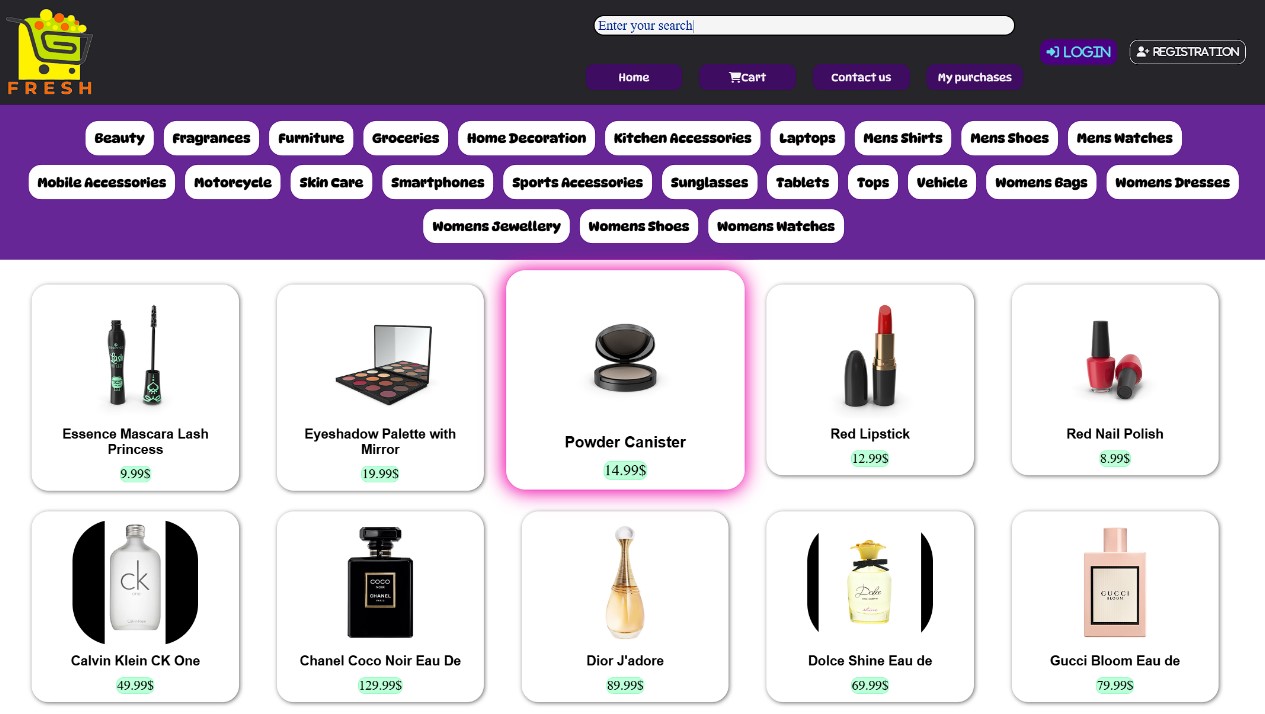 FRESH
Enter your search
LOGIN
REGISTRATION
Home
Cart
Contact us
My purchases
Beauty
Fragrances
Furniture
Groceries
Home Decoration
Kitchen Accessories
Laptops
Mens Shirts
Mens Shoes
Mens Watches
Mobile Accessories
Motorcycle
Skin Care
Smartphones
Sports Accessories
Sunglasses
Tablets
Tops
Vehicle
Womens Bags
Womens Dresses
Womens Jewellery
Womens Shoes
Womens Watches
Essence Mascara Lash
Princess
9.99$
Eyeshadow Palette with
Mirror
19.99$
Powder Canister
14.99$
Red Lipstick
12.99$
Red Nail Polish
8.99$
ck
Calvin Klein CK One
49.99$
COCO
NOIR
CHANEL
PARIS
Chanel Coco Noir Eau De
129.99$
Dior J'adore
89.99$
Dolce
Dolce Shine Eau de
69.99$
GUCCI
BLOOM
Gucci Bloom Eau de
79.99$